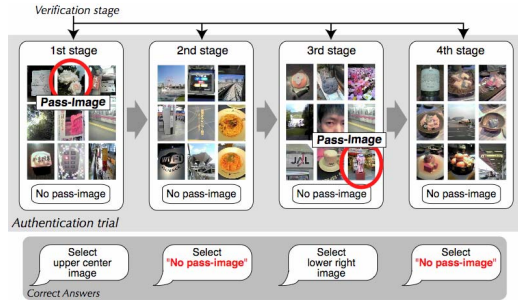 Verification stage
1st stage
2nd stage
3rd stage
4th stage
Pass-Image
Pass-Image
JAL
No pass-image
No pass-image
No pass-image
No pass-image
Authentication trial
Select
upper center
image
Select
"No pass-image"
Select
lower right
image
Select
"No pass-image"
Correct Answers